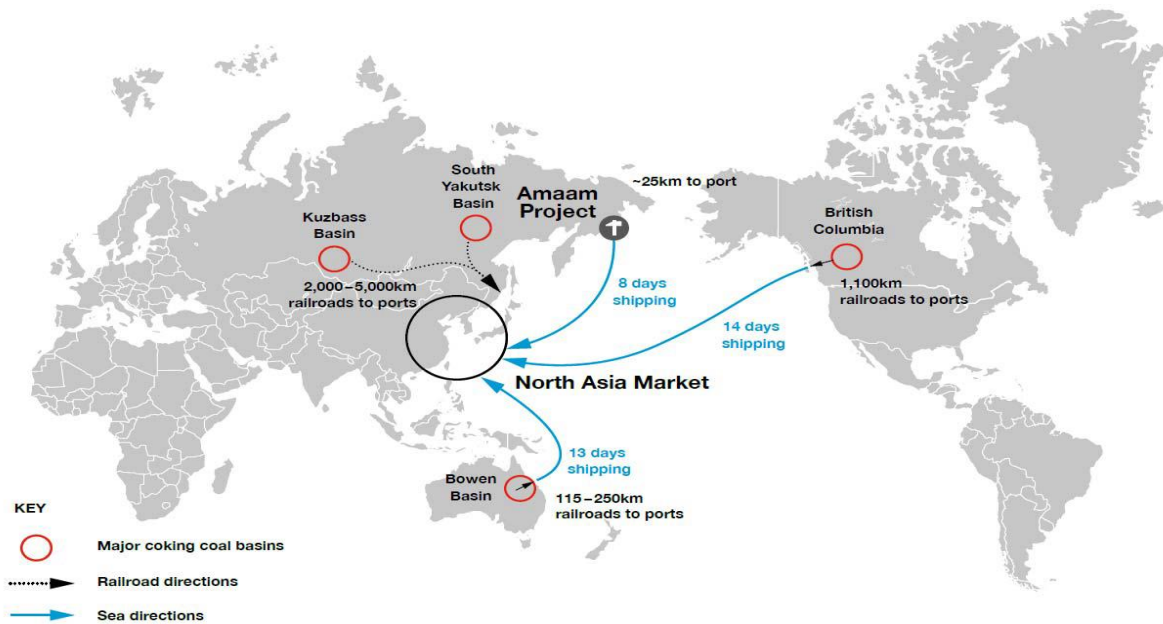 South
Yakutsk
Basin
Amaam
Project
~25km to port
Kuzbass
Basin
British
Columbia
2,000–5,000km
railroads to ports
8 days
shipping
1,100km
railroads to ports
14 days
shipping
North Asia Market
13 days
shipping
Bowen
Basin
115–250km
railroads to ports
KEY
Major coking coal basins
Railroad directions
Sea directions